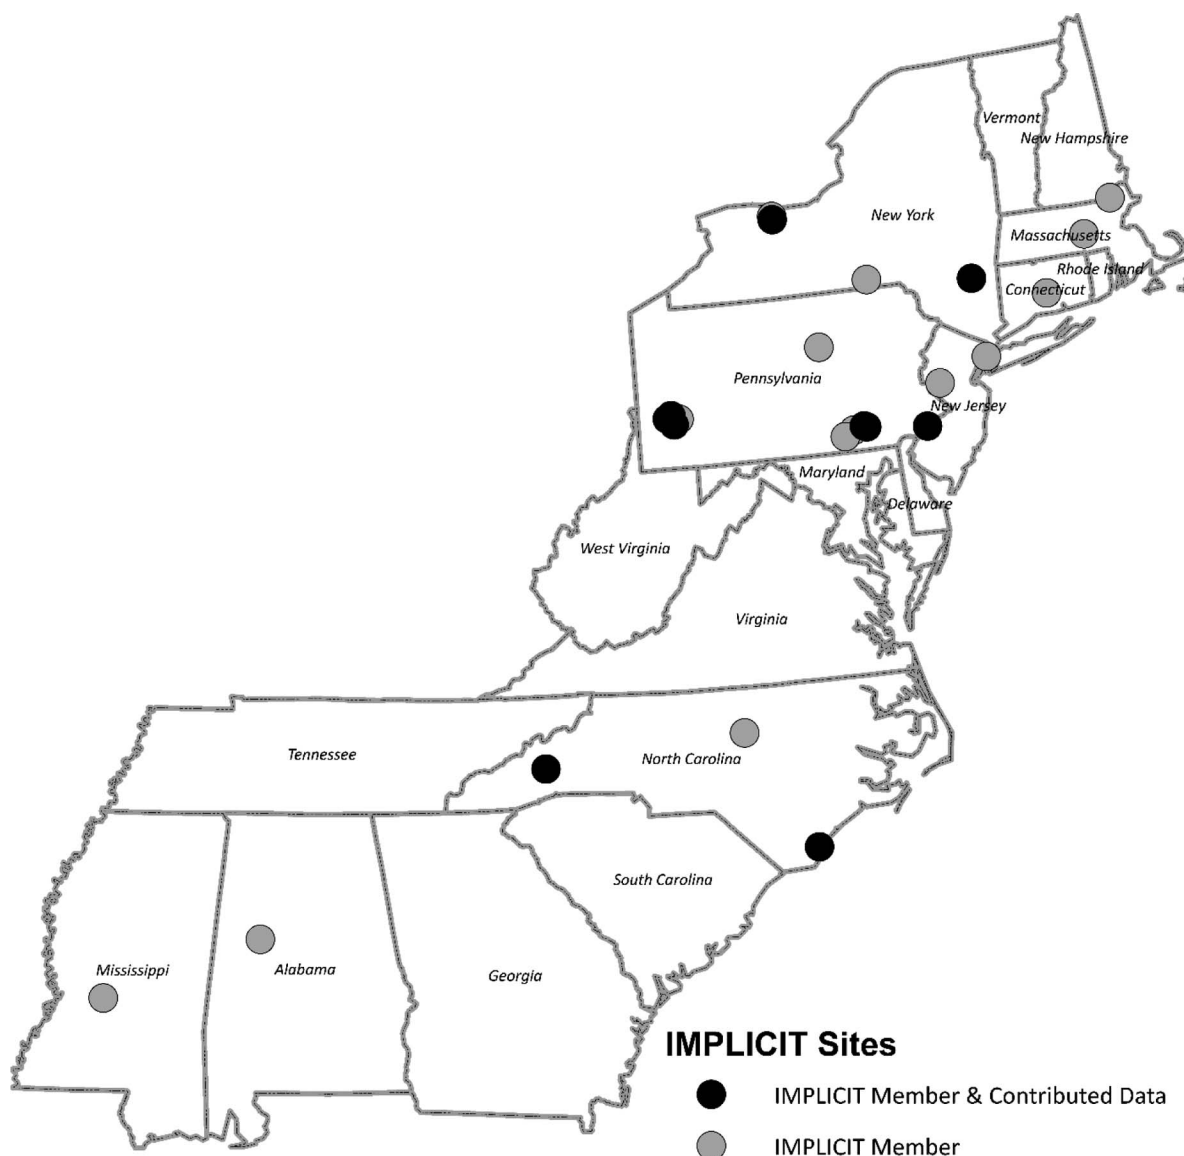 Vermont
New Hampshire
New York
Massachusetts
Rhode Island
Connecticut
Pennsylvania
New Jersey
Maryland
Delaware
West Virginia
Virginia
Tennessee
North Carolina
South Carolina
Mississippi
Alabama
Georgia
IMPLICIT Sites
IMPLICIT Member & Contributed Data
IMPLICIT Member